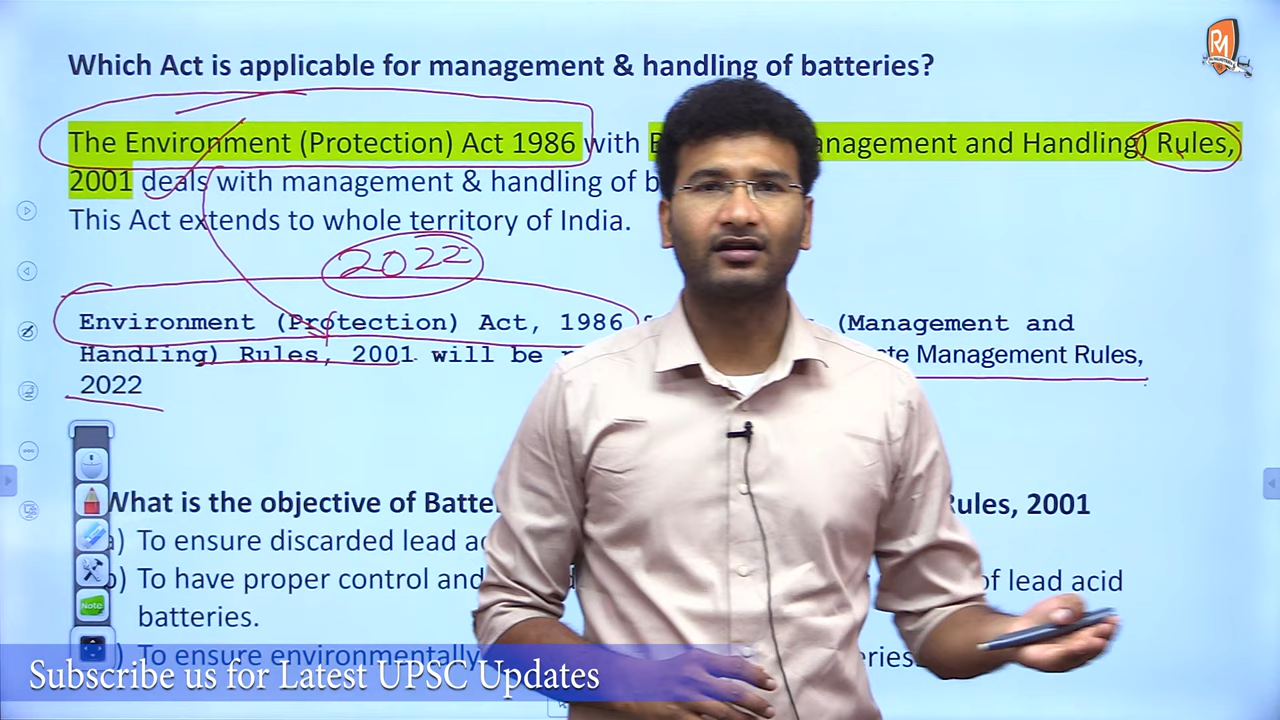 Which Act is applicable for management & handling of batteries?
The Environment (Protection) Act 1986 with anagement and Handling) Rules,
2001 deals with management & handling of b
This Act extends to whole territory of India.
2022
Environment (Protection) Act, 1986 (Management and
Handling) Rules, 2001 will be Management Rules,
2022
What is the objective of Batte Rules, 2001
) To ensure discarded lead ac
) To have proper control and of lead acid
batteries.
) To ensure environmentally eries
Note
Subscribe us for Latest UPSC Updates